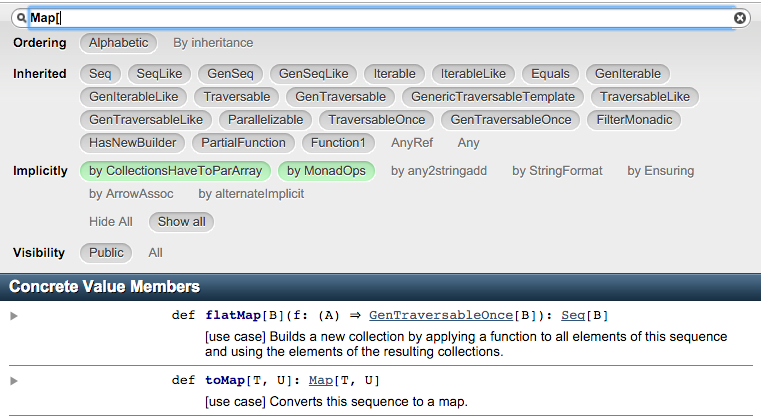 Map[
Ordering Alphabetic By inheritance
Inherited Seq SeqLike GenSeq GenSeqLike Iterable IterableLike Equals GenIterable
GenIterableLike Traversable GenTraversable GenericTraversableTemplate TraversableLike
GenTraversableLike Parallelizable TraversableOnce GenTraversableOnce FilterMonadic
HasNewBuilder PartialFunction Function1 AnyRef Any
Implicitly by CollectionsHaveToParArray by MonadOps by any2stringadd by StringFormat by Ensuring
by ArrowAssoc by alternateImplicit
Hide All Show all
Visibility Public All
Concrete Value Members
def flatMap[B](f: (A) ⇒ GenTraversableOnce[B]): Seq[B]
[use case] Builds a new collection by applying a function to all elements of this sequence
and using the elements of the resulting collections.
def toMap[T, U]: Map[T, U]
[use case] Converts this sequence to a map.